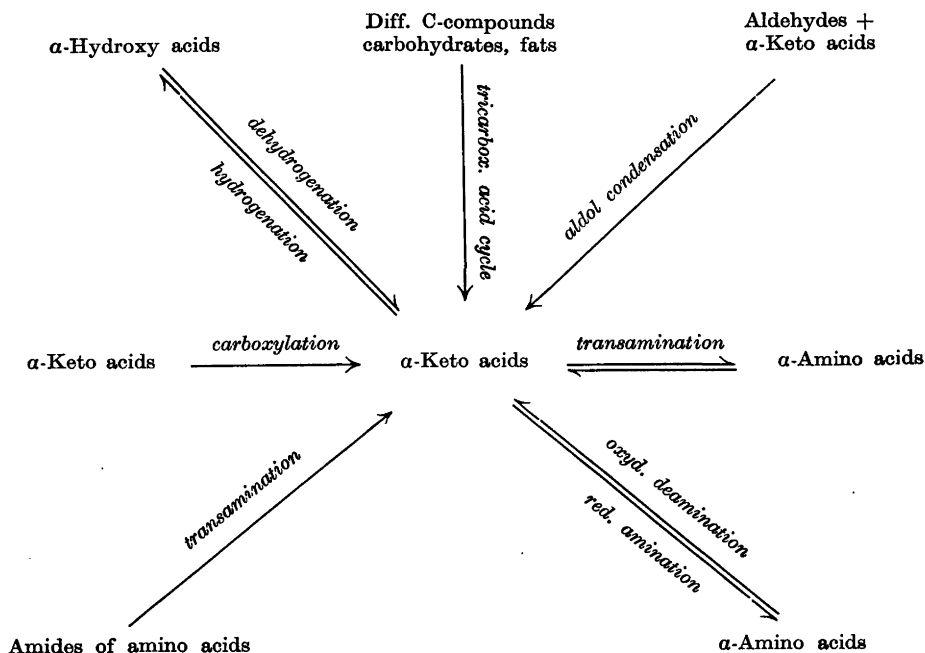 α-Hydroxy acids
Diff. C-compounds
carbohydrates, fats
Aldehydes +
α-Keto acids
dehydrogenation
hydrogenation
tricarbox. acid cycle
aldol condensation
α-Keto acids
carboxylation
α-Keto acids
transamination
α-Amino acids
transamination
oxyd. deamination
red. amination
Amides of amino acids
α-Amino acids